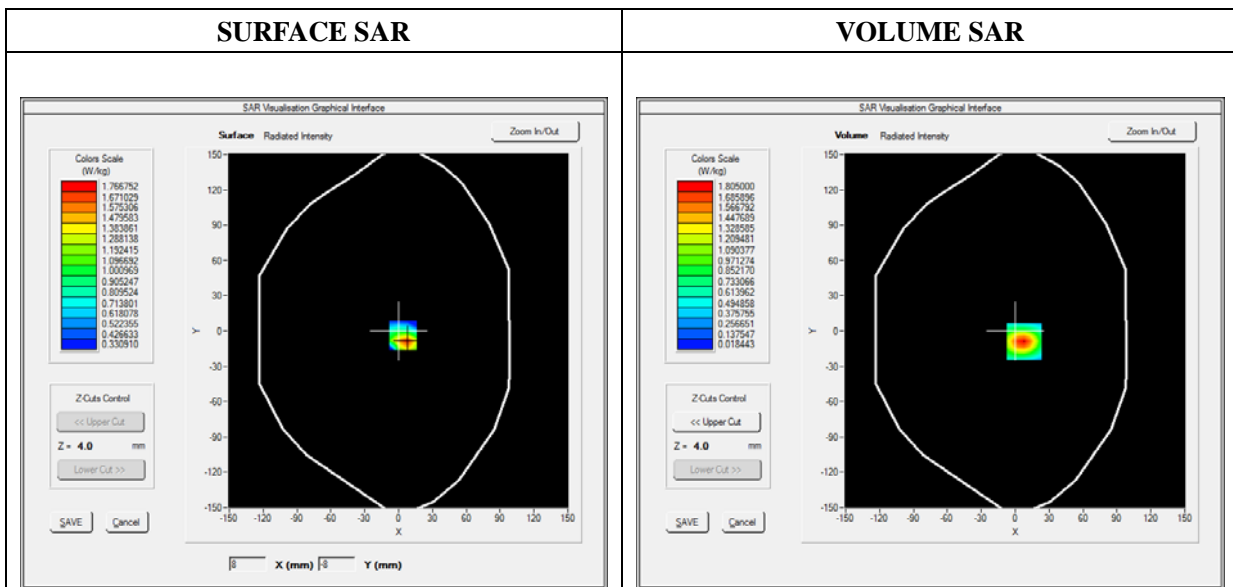 SURFACE SAR
VOLUME SAR
SAR Visualisation Graphical Interface
Surface Radiated Intensity
Zoom In/Out
Colors Scale
(W/kg)
1.766752
1.671029
1.575306
1.479583
1.383861
1.288138
1.192415
1.096692
1.000969
0.905247
0.809524
0.713801
0.618078
0.522355
0.426633
0.330910
Z-Cuts Control
<< Upper Cut
Z = 4.0 mm
Lower Cut >>
SAVE Cancel
150
120
90
60
30
0
-30
-60
-90
-120
-150
Y
-150 -120 -90 -60 -30 0 30 60 90 120 150
X
8 X (mm) -8 Y (mm)
SAR Visualisation Graphical Interface
Volume Radiated Intensity
Zoom In/Out
Colors Scale
(W/kg)
1.805000
1.685896
1.566792
1.447689
1.328585
1.209481
1.090377
0.971274
0.852170
0.733066
0.613962
0.494858
0.375755
0.256651
0.137547
0.018443
Z-Cuts Control
<< Upper Cut
Z = 4.0 mm
Lower Cut >>
SAVE Cancel
150
120
90
60
30
0
-30
-60
-90
-120
-150
Y
-150 -120 -90 -60 -30 0 30 60 90 120 150
X